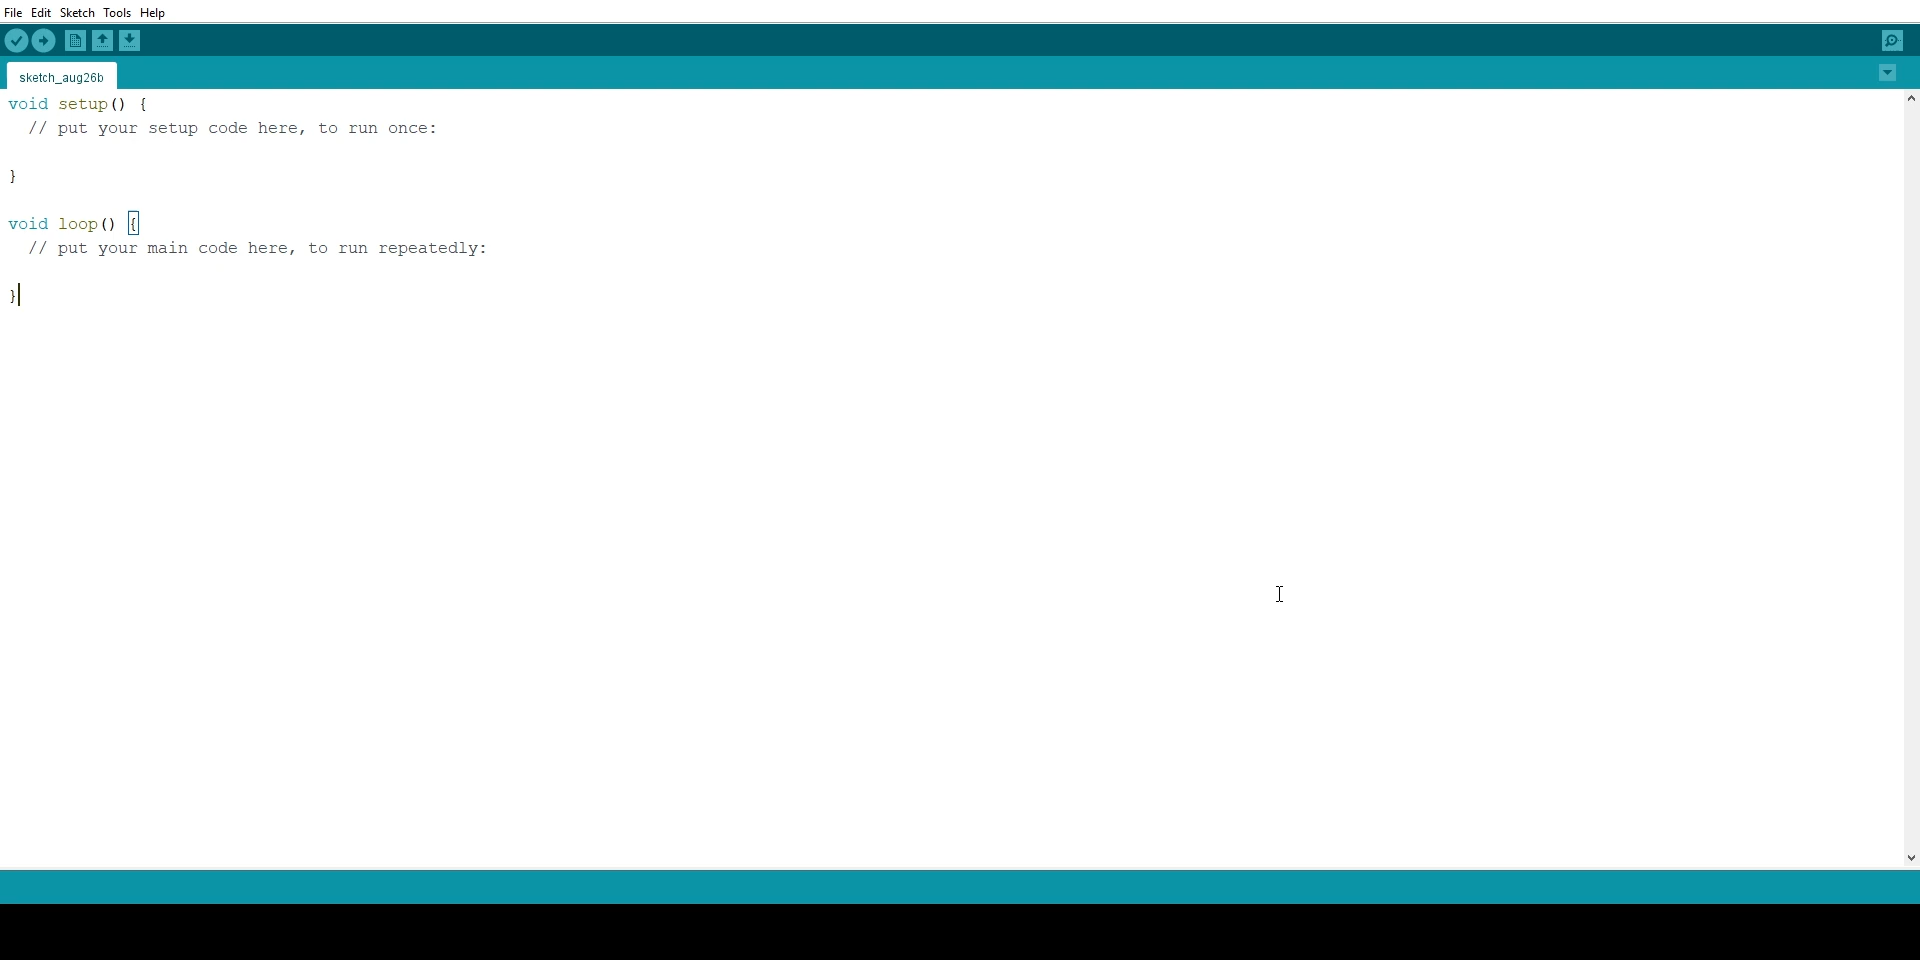 File Edit Sketch Tools Help
sketch_aug26b
void setup() {
  // put your setup code here, to run once:
}
void loop() {
  // put your main code here, to run repeatedly:
}